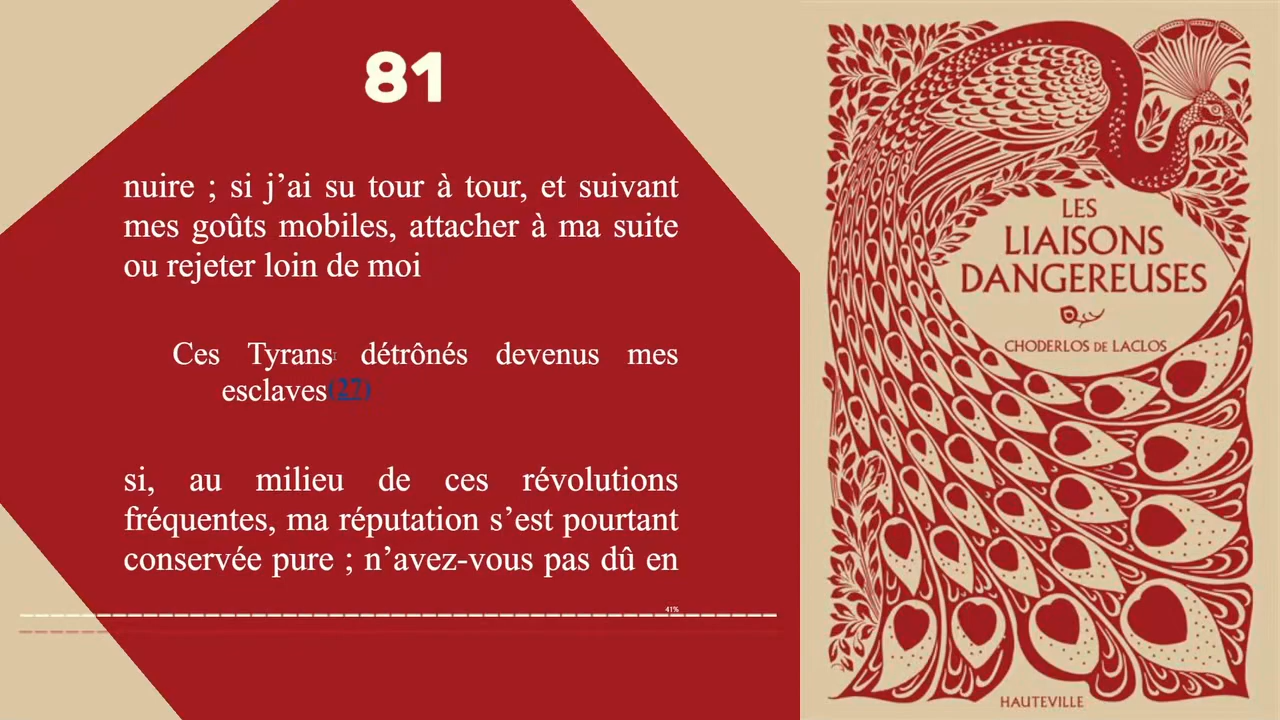 81
nuire ; si j’ai su tour à tour, et suivant
mes goûts mobiles, attacher à ma suite
ou rejeter loin de moi
Ces Tyrans détrônés devenus mes
esclaves(27)
si, au milieu de ces révolutions
fréquentes, ma réputation s’est pourtant
conservée pure ; n’avez-vous pas dû en
41%
LES
LIAISONS
DANGEREUSES
CHODERLOS DE LACLOS
HAUTEVILLE